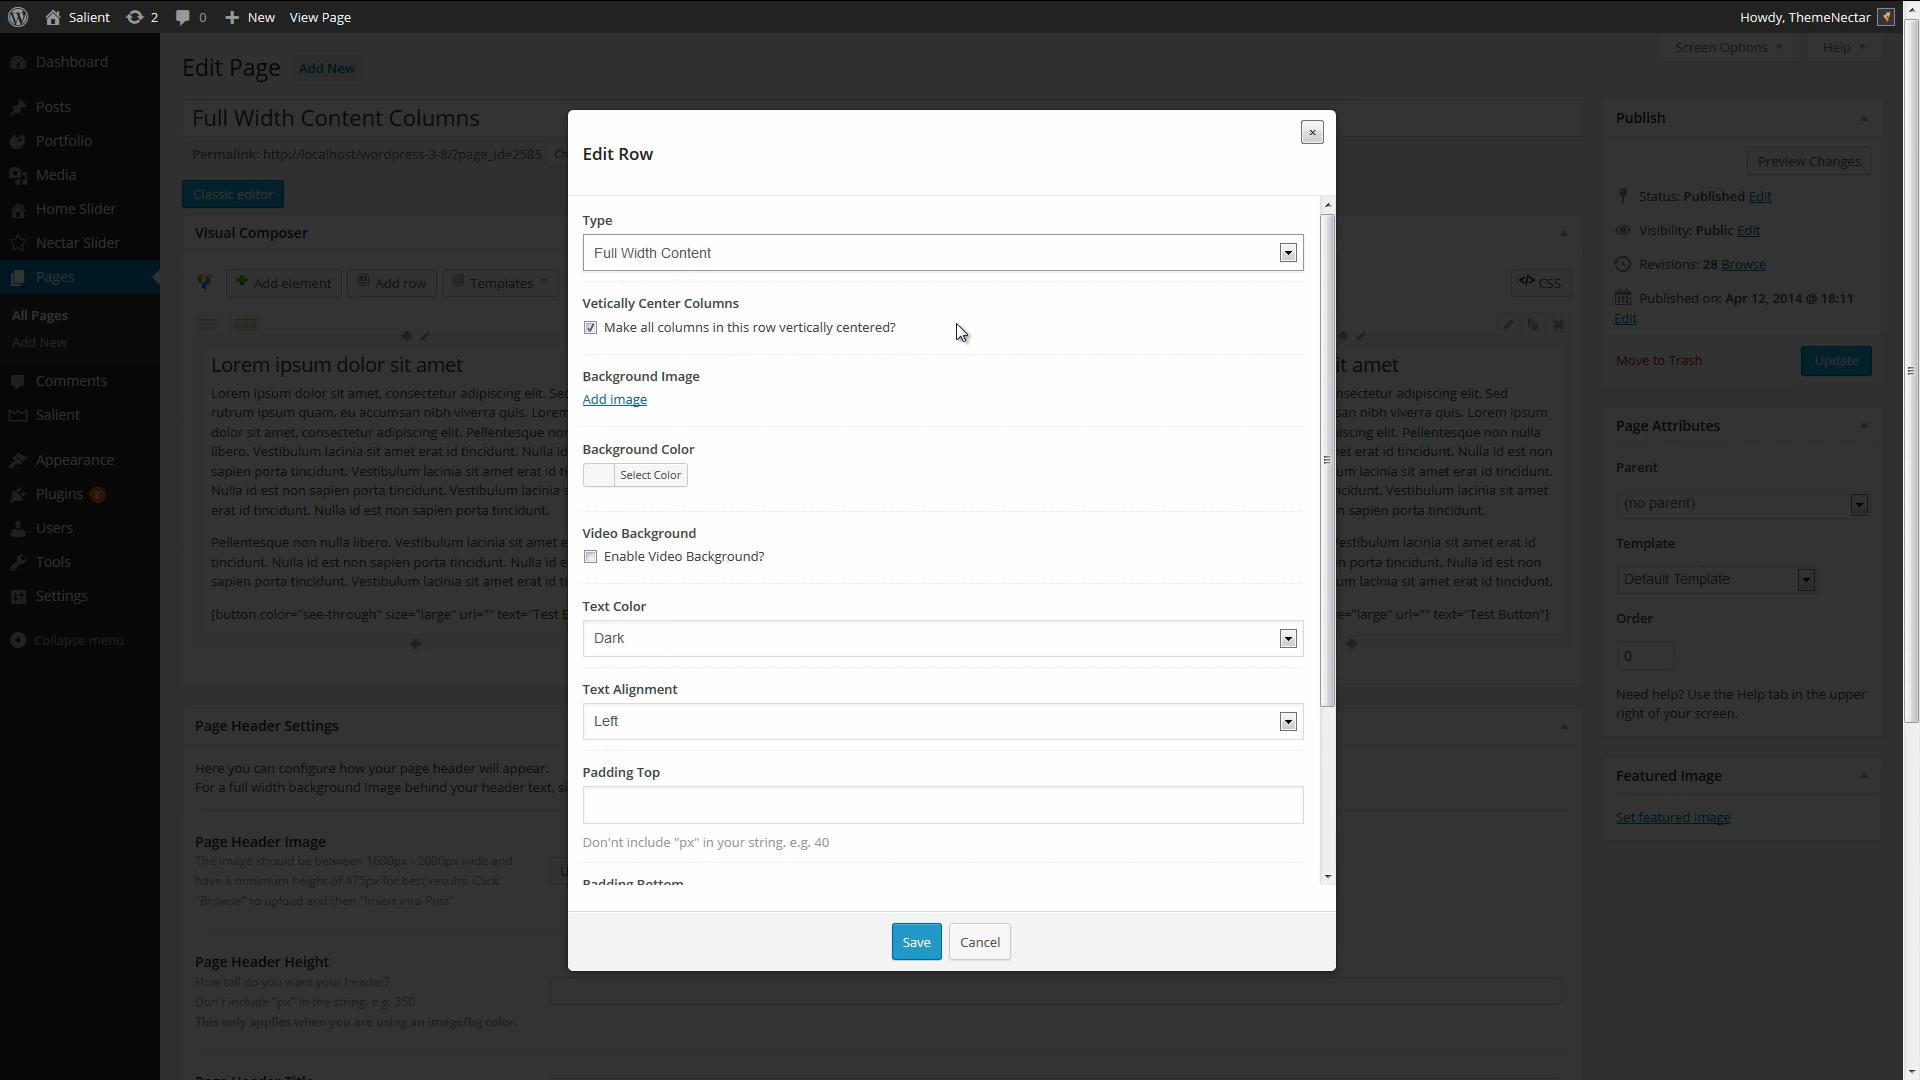 Salient 2 0 New View Page Howdy, ThemeNectar
Screen Options Help
Dashboard
Posts
Portfolio
Media
Home Slider
Nectar Slider
Pages
All Pages
Add New
Comments
Salient
Appearance
Plugins 2
Users
Tools
Settings
Collapse menu
Edit Page Add New
Full Width Content Columns
Permalink: http://localhost/wordpress-3-8/?page_id=2585
Classic editor
Visual Composer
Add element Add row Templates </> CSS
Lorem ipsum dolor sit amet
Lorem ipsum dolor sit amet, consectetur adipiscing elit. Sed
rutrum ipsum quam, eu accumsan nibh viverra quis. Lorem
dolor sit amet, consectetur adipiscing elit. Pellentesque non
libero. Vestibulum lacinia sit amet erat id tincidunt. Nulla id
sapien porta tincidunt. Vestibulum lacinia sit amet erat id
Nulla id est non sapien porta tincidunt. Vestibulum lacinia
erat id tincidunt. Nulla id est non sapien porta tincidunt.
Pellentesque non nulla libero. Vestibulum lacinia sit amet e
tincidunt. Nulla id est non sapien porta tincidunt. Nulla id e
sapien porta tincidunt. Vestibulum lacinia sit amet erat id
[button color="see-through" size="large" url="" text="Test
Edit Row
×
Type
Full Width Content
Vetically Center Columns
Make all columns in this row vertically centered?
Background Image
Add image
Background Color
Select Color
Video Background
Enable Video Background?
Text Color
Dark
Text Alignment
Left
Padding Top
Don'nt include "px" in your string. e.g. 40
Padding Bottom
Save Cancel
it amet
nsectetur adipiscing elit. Sed
san nibh viverra quis. Lorem ipsum
iscing elit. Pellentesque non nulla
erat id tincidunt. Nulla id est non
um lacinia sit amet erat id tincidunt.
ncidunt. Vestibulum lacinia sit amet
n sapien porta tincidunt.
estibulum lacinia sit amet erat id
n sapien porta tincidunt. Nulla id est non
um lacinia sit amet erat id tincidunt.
="large" url="" text="Test Button"]
Page Header Settings
Here you can configure how your page header will appear.
For a full width background image behind your header text, si
Page Header Image
The image should be between 1600px - 2000px wide and
have a minimum height of 475px for best results. Click
"Browse" to upload and then "Insert into Post".
Page Header Height
How tall do you want your header?
Don't include "px" in the string. e.g. 350
This only applies when you are using an image/bg color.
Publish
Preview Changes
Status: Published Edit
Visibility: Public Edit
Revisions: 28 Browse
Published on: Apr 12, 2014 @ 18:11
Edit
Move to Trash Update
Page Attributes
Parent
(no parent)
Template
Default Template
Order
0
Need help? Use the Help tab in the upper
right of your screen.
Featured Image
Set featured image